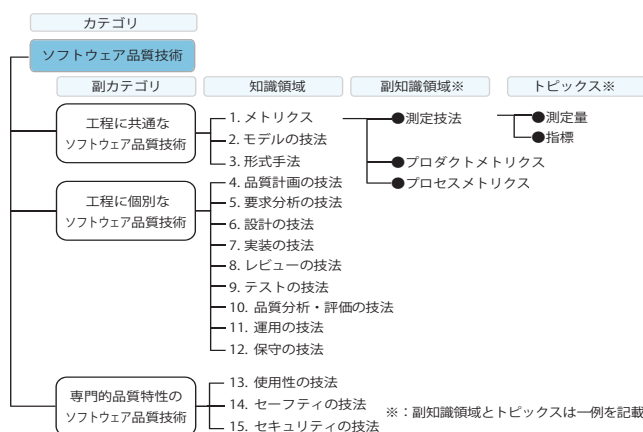 カテゴリ
ソフトウェア品質技術
副カテゴリ
知識領域
副知識領域※
トピックス※
工程に共通な
ソフトウェア品質技術
1. メトリクス
2. モデルの技法
3. 形式手法
●測定技法
●プロダクトメトリクス
●プロセスメトリクス
●測定量
●指標
工程に個別な
ソフトウェア品質技術
4. 品質計画の技法
5. 要求分析の技法
6. 設計の技法
7. 実装の技法
8. レビューの技法
9. テストの技法
10. 品質分析・評価の技法
11. 運用の技法
12. 保守の技法
専門的品質特性の
ソフトウェア品質技術
13. 使用性の技法
14. セーフティの技法
15. セキュリティの技法
※：副知識領域とトピックスは一例を記載